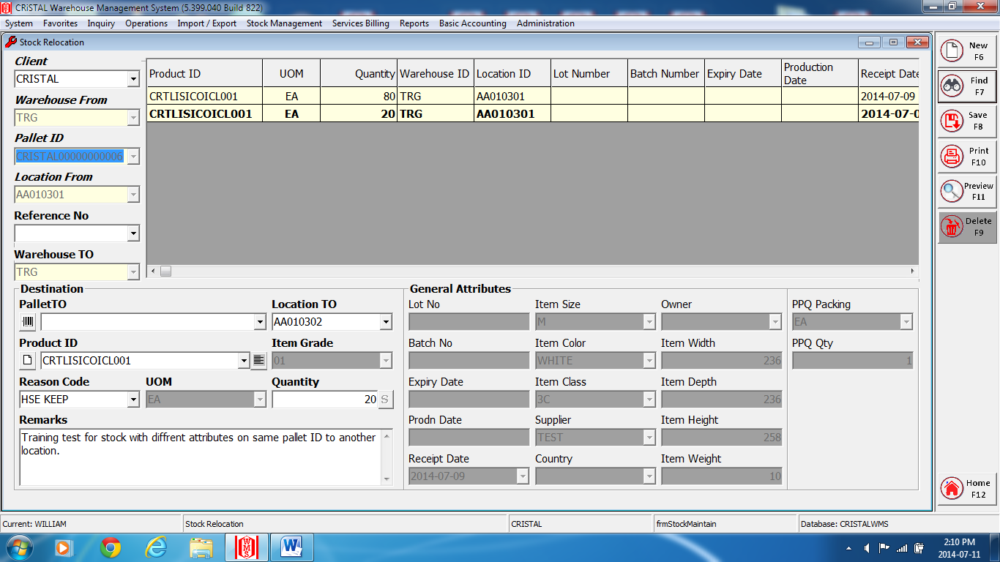 CRiSTAL Warehouse Management System (5.399.040 Build 822)
System Favorites Inquiry Operations Import / Export Stock Management Services Billing Reports Basic Accounting Administration
Stock Relocation
Client
CRISTAL
Warehouse From
TRG
Pallet ID
CRISTAL00000000006
Location From
AA010301
Reference No
Warehouse TO
TRG
Product ID UOM Quantity Warehouse ID Location ID Lot Number Batch Number Expiry Date Production Date Receipt Date
CRTLISICOICL001 EA 80 TRG AA010301 2014-07-09
CRTLISICOICL001 EA 20 TRG AA010301 2014-07-0
New
F6
Find
F7
Save
F8
Print
F10
Preview
F11
Delete
F9
Home
F12
Destination
PalletTO Location TO
AA010302
Product ID Item Grade
CRTLISICOICL001 01
Reason Code UOM Quantity
HSE KEEP EA 20 S
Remarks
Training test for stock with diffrent attributes on same pallet ID to another
location.
General Attributes
Lot No Item Size Owner PPQ Packing
M EA
Batch No Item Color Item Width PPQ Qty
WHITE 236 1
Expiry Date Item Class Item Depth
3C 236
Prodn Date Supplier Item Height
TEST 258
Receipt Date Country Item Weight
2014-07-09 10
Current: WILLIAM Stock Relocation CRISTAL frmStockMaintain Database: CRISTALWMS
WMS
W
2:10 PM
2014-07-11